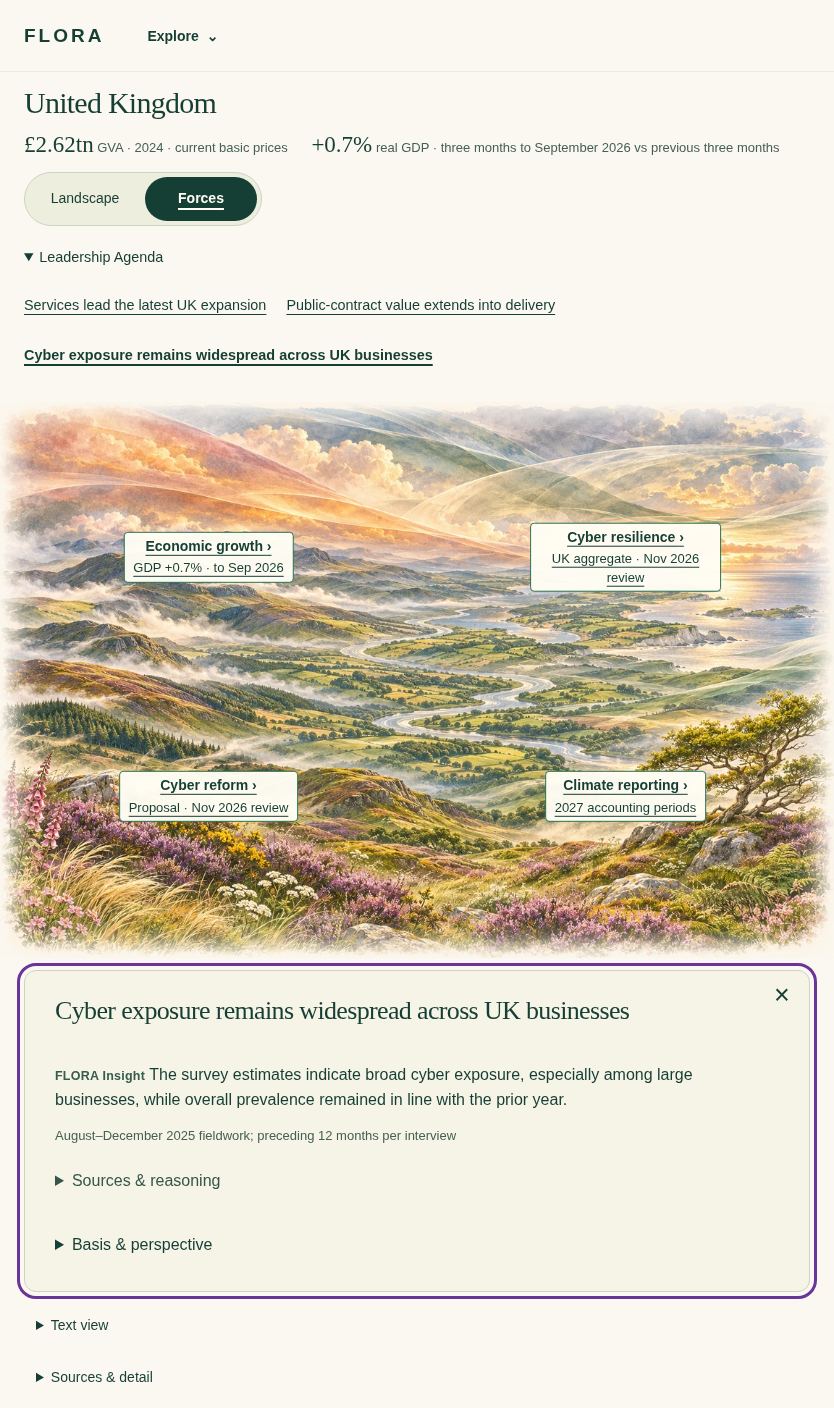 FLORA
Explore
United Kingdom
£2.62tn GVA · 2024 · current basic prices +0.7% real GDP · three months to September 2026 vs previous three months
Landscape Forces
Leadership Agenda
Services lead the latest UK expansion Public-contract value extends into delivery
Cyber exposure remains widespread across UK businesses
Economic growth ›
GDP +0.7% · to Sep 2026
Cyber resilience ›
UK aggregate · Nov 2026
review
Cyber reform ›
Proposal · Nov 2026 review
Climate reporting ›
2027 accounting periods
Cyber exposure remains widespread across UK businesses
FLORA Insight The survey estimates indicate broad cyber exposure, especially among large
businesses, while overall prevalence remained in line with the prior year.
August–December 2025 fieldwork; preceding 12 months per interview
Sources & reasoning
Basis & perspective
Text view
Sources & detail